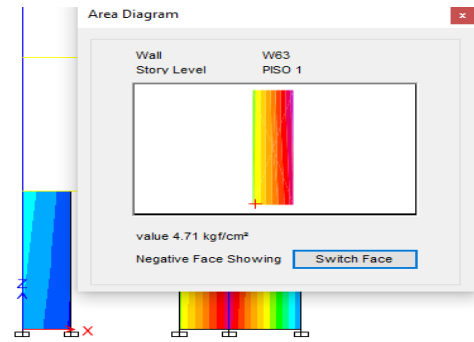 Area Diagram
x
Wall W63
Story Level PISO 1
value 4.71 kgf/cm²
Negative Face Showing Switch Face
Z
X